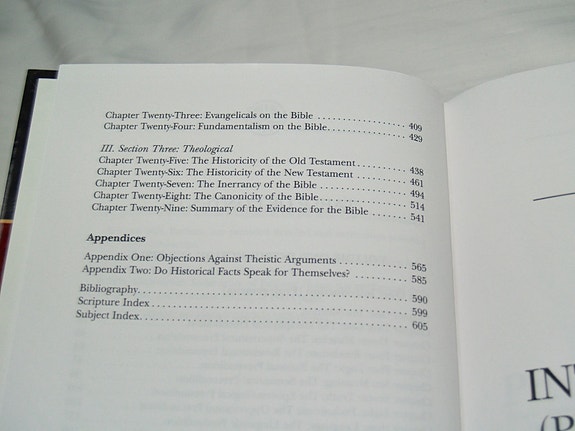 Chapter Twenty-Three: Evangelicals on the Bible . . . . . . . . . . . . . . . . . . . 409
Chapter Twenty-Four: Fundamentalism on the Bible. . . . . . . . . . . . . . . . . 429
III. Section Three: Theological
Chapter Twenty-Five: The Historicity of the Old Testament . . . . . . . . . . . 438
Chapter Twenty-Six: The Historicity of the New Testament . . . . . . . . . . . 461
Chapter Twenty-Seven: The Inerrancy of the Bible . . . . . . . . . . . . . . . . . 494
Chapter Twenty-Eight: The Canonicity of the Bible. . . . . . . . . . . . . . . . . 514
Chapter Twenty-Nine: Summary of the Evidence for the Bible . . . . . . . 541
Appendices
Appendix One: Objections Against Theistic Arguments . . . . . . . . . . . . . 565
Appendix Two: Do Historical Facts Speak for Themselves? . . . . . . . . . . . 585
Bibliography. . . . . . . . . . . . . . . . . . . . . . . . . . . . . . . . . . . . . . . . . 590
Scripture Index . . . . . . . . . . . . . . . . . . . . . . . . . . . . . . . . . . . . . . 599
Subject Index. . . . . . . . . . . . . . . . . . . . . . . . . . . . . . . . . . . . . . . . 605